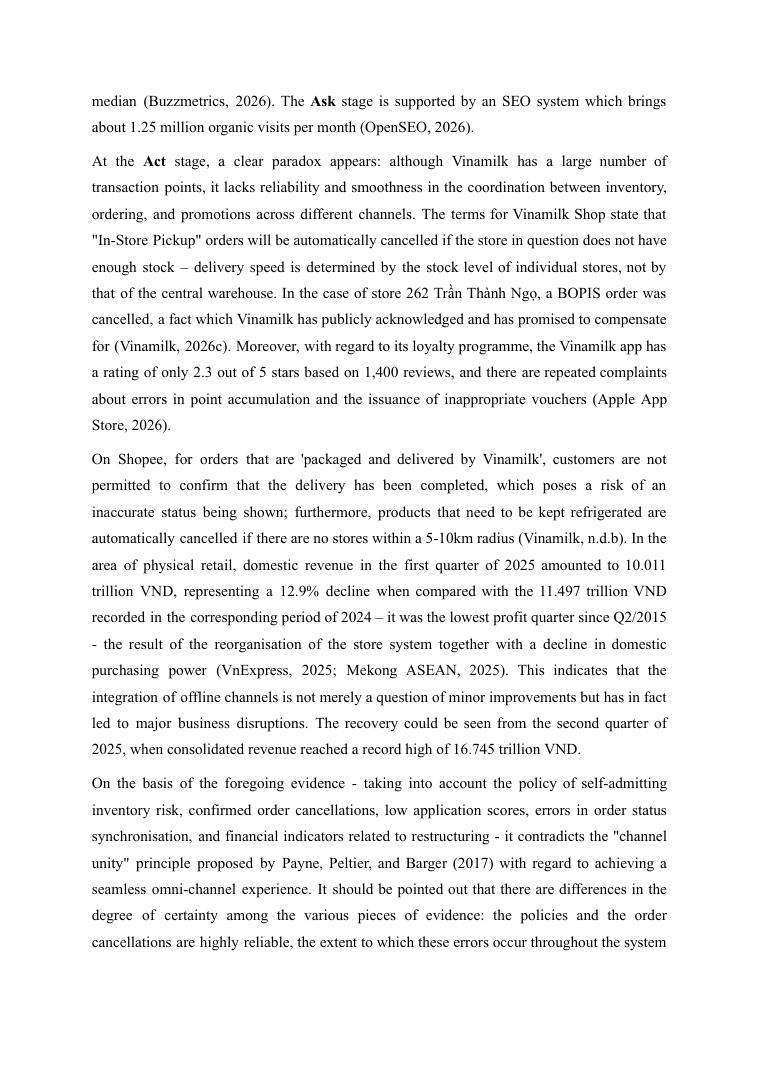 median (Buzzmetrics, 2026). The Ask stage is supported by an SEO system which brings
about 1.25 million organic visits per month (OpenSEO, 2026).
At the Act stage, a clear paradox appears: although Vinamilk has a large number of
transaction points, it lacks reliability and smoothness in the coordination between inventory,
ordering, and promotions across different channels. The terms for Vinamilk Shop state that
"In-Store Pickup" orders will be automatically cancelled if the store in question does not have
enough stock – delivery speed is determined by the stock level of individual stores, not by
that of the central warehouse. In the case of store 262 Trần Thành Ngọ, a BOPIS order was
cancelled, a fact which Vinamilk has publicly acknowledged and has promised to compensate
for (Vinamilk, 2026c). Moreover, with regard to its loyalty programme, the Vinamilk app has
a rating of only 2.3 out of 5 stars based on 1,400 reviews, and there are repeated complaints
about errors in point accumulation and the issuance of inappropriate vouchers (Apple App
Store, 2026).
On Shopee, for orders that are 'packaged and delivered by Vinamilk', customers are not
permitted to confirm that the delivery has been completed, which poses a risk of an
inaccurate status being shown; furthermore, products that need to be kept refrigerated are
automatically cancelled if there are no stores within a 5-10km radius (Vinamilk, n.d.b). In the
area of physical retail, domestic revenue in the first quarter of 2025 amounted to 10.011
trillion VND, representing a 12.9% decline when compared with the 11.497 trillion VND
recorded in the corresponding period of 2024 – it was the lowest profit quarter since Q2/2015
- the result of the reorganisation of the store system together with a decline in domestic
purchasing power (VnExpress, 2025; Mekong ASEAN, 2025). This indicates that the
integration of offline channels is not merely a question of minor improvements but has in fact
led to major business disruptions. The recovery could be seen from the second quarter of
2025, when consolidated revenue reached a record high of 16.745 trillion VND.
On the basis of the foregoing evidence - taking into account the policy of self-admitting
inventory risk, confirmed order cancellations, low application scores, errors in order status
synchronisation, and financial indicators related to restructuring - it contradicts the "channel
unity" principle proposed by Payne, Peltier, and Barger (2017) with regard to achieving a
seamless omni-channel experience. It should be pointed out that there are differences in the
degree of certainty among the various pieces of evidence: the policies and the order
cancellations are highly reliable, the extent to which these errors occur throughout the system